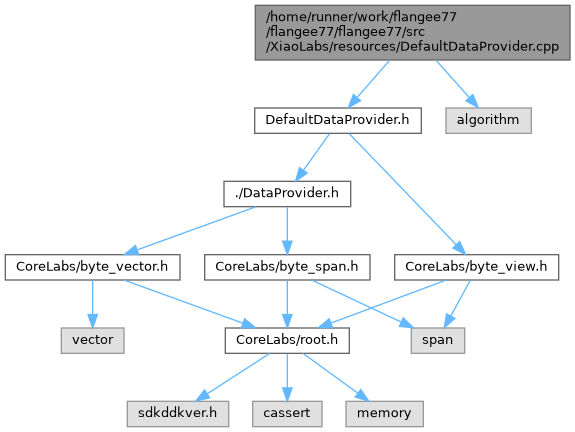 /home/runner/work/flangee77
/flangee77/flangee77/src
/XiaoLabs/resources/DefaultDataProvider.cpp
DefaultDataProvider.h
algorithm
./DataProvider.h
CoreLabs/byte_vector.h
CoreLabs/byte_span.h
CoreLabs/byte_view.h
vector
CoreLabs/root.h
span
sdkddkver.h
cassert
memory